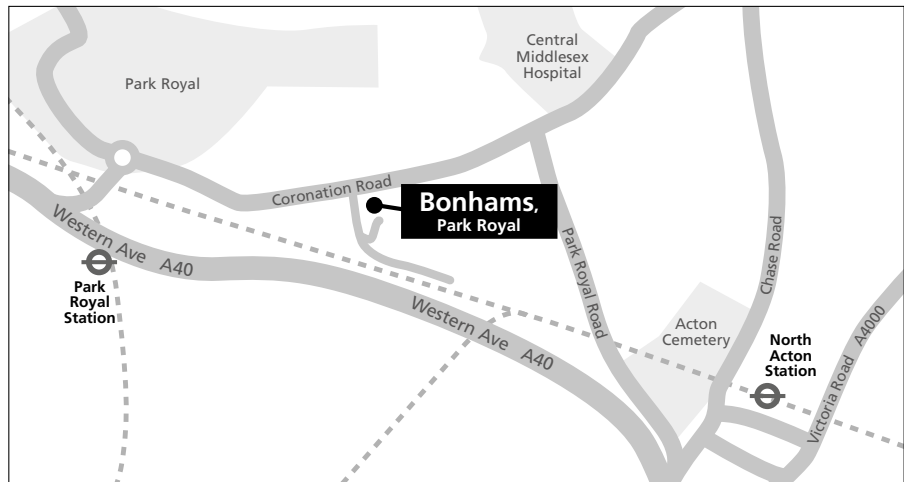 Central
Middlesex
Hospital
Park Royal
Coronation Road
Bonhams,
Park Royal
Western Ave A40
Park
Royal
Station
Western Ave A40
Park Royal Road
Chase Road
Acton
Cemetery
North
Acton
Station
Victoria Road A4000